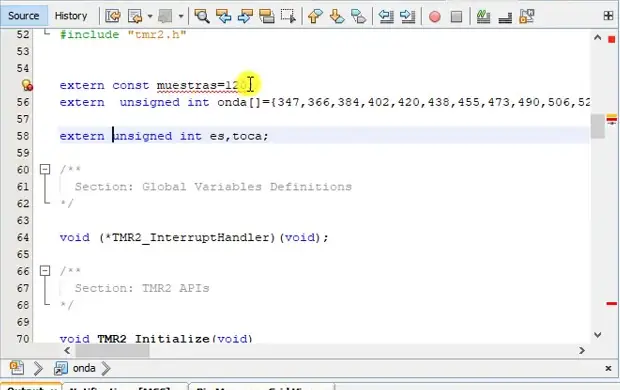 Source History
52 #include "tmr2.h"
53
54
extern const muestras=12
56 extern  unsigned int onda[]={347,366,384,402,420,438,455,473,490,506,52
57
58 extern unsigned int es,toca;
59
60 /**
61 Section: Global Variables Definitions
62 */
63
64 void (*TMR2_InterruptHandler)(void);
65
66 /**
67 Section: TMR2 APIs
68 */
69
70 void TMR2 Initialize(void)
onda